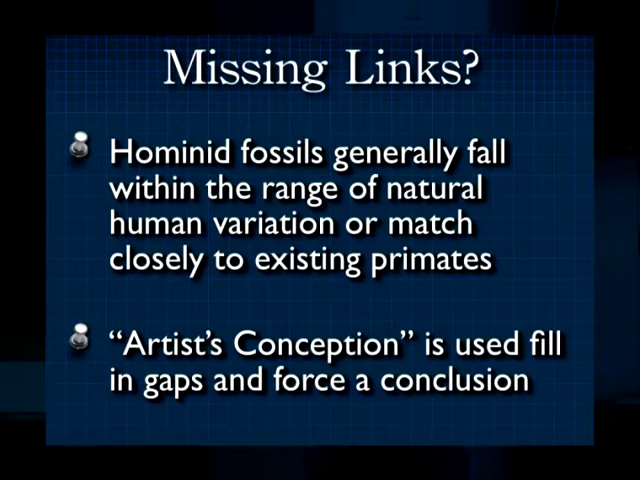 Missing Links?
Hominid fossils generally fall
within the range of natural
human variation or match
closely to existing primates
“Artist’s Conception” is used fill
in gaps and force a conclusion